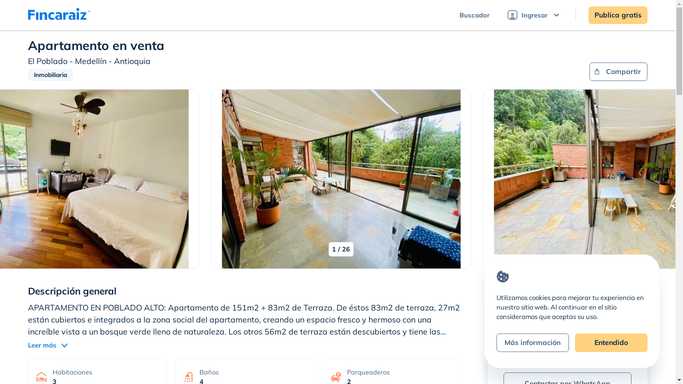 Fincaraiz
Buscador
Ingresar
Publica gratis
Apartamento en venta
El Poblado - Medellín - Antioquia
Inmobiliaria
Compartir
1 / 26
Descripción general
APARTAMENTO EN POBLADO ALTO: Apartamento de 151m2 + 83m2 de Terraza. De éstos 83m2 de terraza, 27m2
están cubiertos e integrados a la zona social del apartamento, creando un espacio fresco y hermoso con una
increíble vista a un bosque verde lleno de naturaleza. Los otros 56m2 de terraza están descubiertos y tiene las...
Leer más
Habitaciones
3
Baños
4
Parqueaderos
2
Utilizamos cookies para mejorar tu experiencia en
nuestro sitio web. Al continuar en el sitio
consideramos que aceptas su uso.
Más información
Entendido
Contactar por WhatsApp